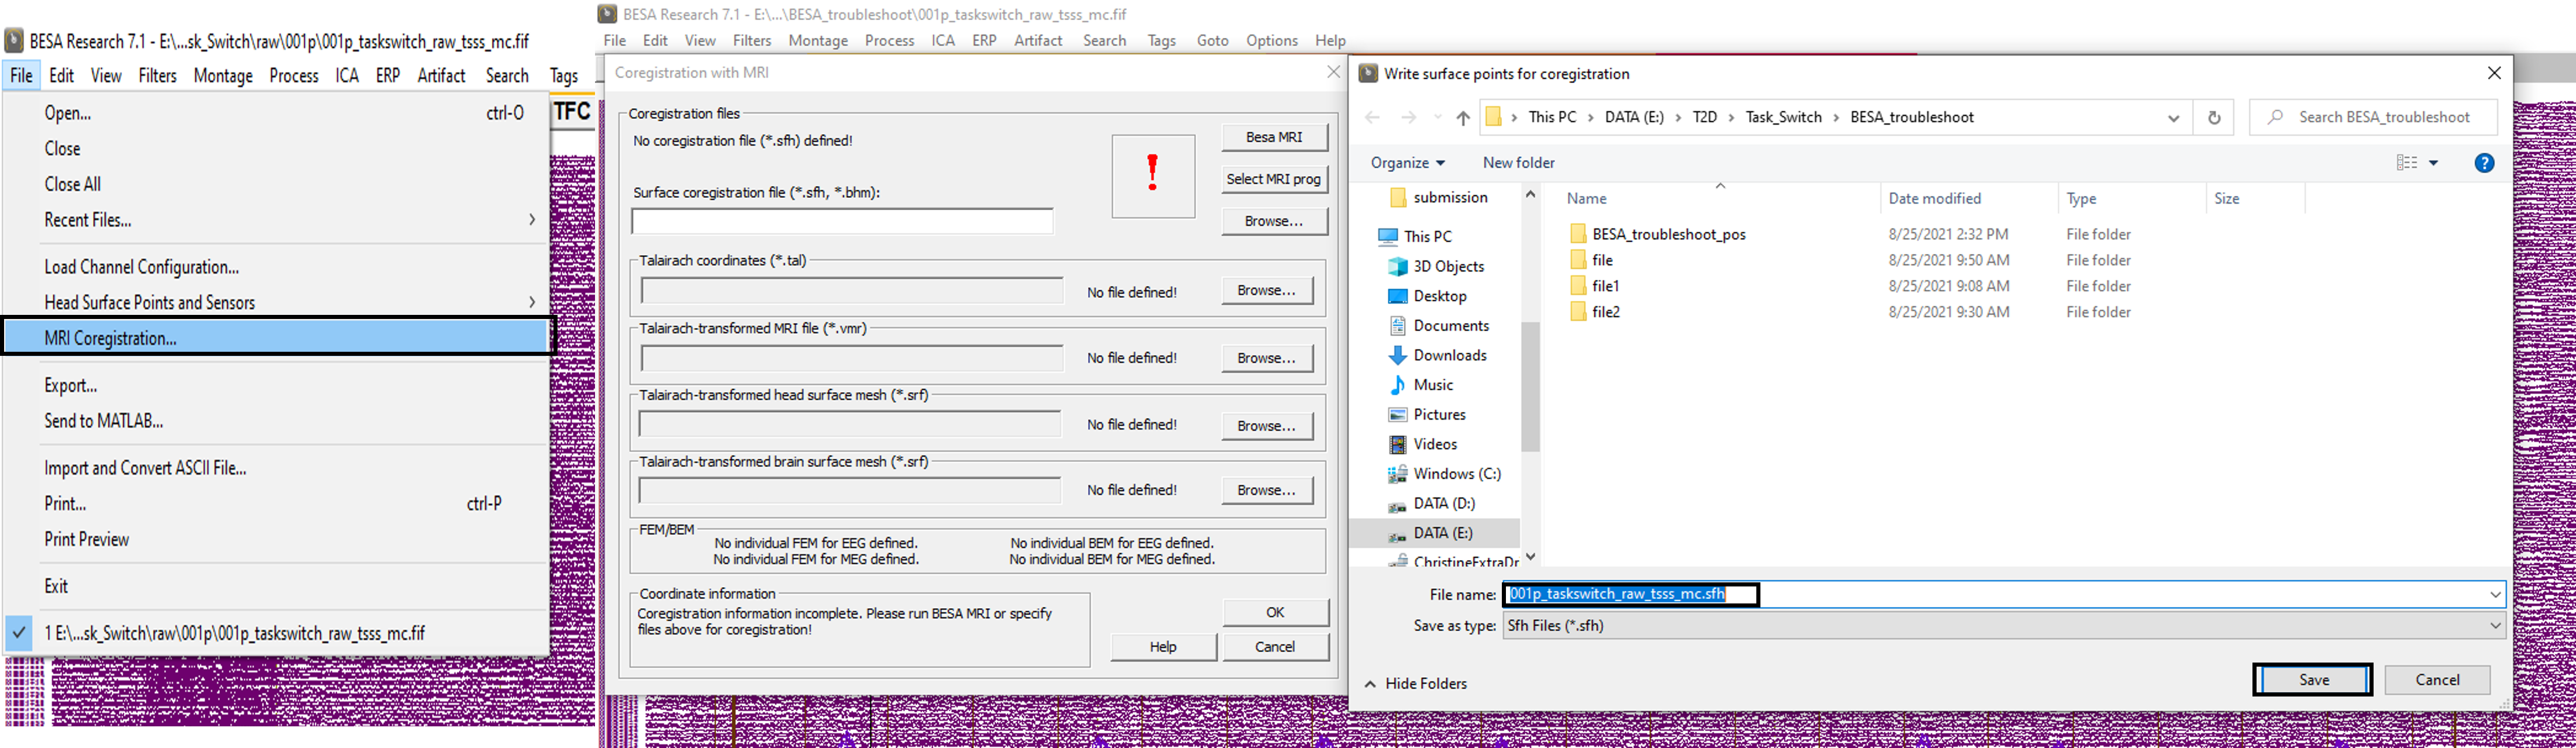 BESA Research 7.1 - E:\...sk_Switch\raw\001p\001p_taskswitch_raw_tsss_mc.fif
File Edit View Filters Montage Process ICA ERP Artifact Search Tags
TFC
Open... ctrl-O
Close
Close All
Recent Files...
Load Channel Configuration...
Head Surface Points and Sensors
MRI Coregistration...
Export...
Send to MATLAB...
Import and Convert ASCII File...
Print... ctrl-P
Print Preview
Exit
1 E:\...sk_Switch\raw\001p\001p_taskswitch_raw_tsss_mc.fif
BESA Research 7.1 - E:\...\BESA_troubleshoot\001p_taskswitch_raw_tsss_mc.fif
File Edit View Filters Montage Process ICA ERP Artifact Search Tags Goto Options Help
Coregistration with MRI
Coregistration files
No coregistration file (*.sfh) defined!
!
Besa MRI
Select MRI prog
Surface coregistration file (*.sfh, *.bhm):
Browse...
Talairach coordinates (*.tal)
No file defined! Browse...
Talairach-transformed MRI file (*.vmr)
No file defined! Browse...
Talairach-transformed head surface mesh (*.srf)
No file defined! Browse...
Talairach-transformed brain surface mesh (*.srf)
No file defined! Browse...
FEM/BEM
No individual FEM for EEG defined. No individual BEM for EEG defined.
No individual FEM for MEG defined. No individual BEM for MEG defined.
Coordinate information
Coregistration information incomplete. Please run BESA MRI or specify
files above for coregistration!
OK
Help Cancel
Write surface points for coregistration
This PC > DATA (E:) > T2D > Task_Switch > BESA_troubleshoot
Search BESA_troubleshoot
Organize New folder
submission
This PC
3D Objects
Desktop
Documents
Downloads
Music
Pictures
Videos
Windows (C:)
DATA (D:)
DATA (E:)
ChristineExtraDr
Name Date modified Type Size
BESA_troubleshoot_pos 8/25/2021 2:32 PM File folder
file 8/25/2021 9:50 AM File folder
file1 8/25/2021 9:08 AM File folder
file2 8/25/2021 9:30 AM File folder
File name: 001p_taskswitch_raw_tsss_mc.sfh
Save as type: Sfh Files (*.sfh)
Hide Folders
Save Cancel